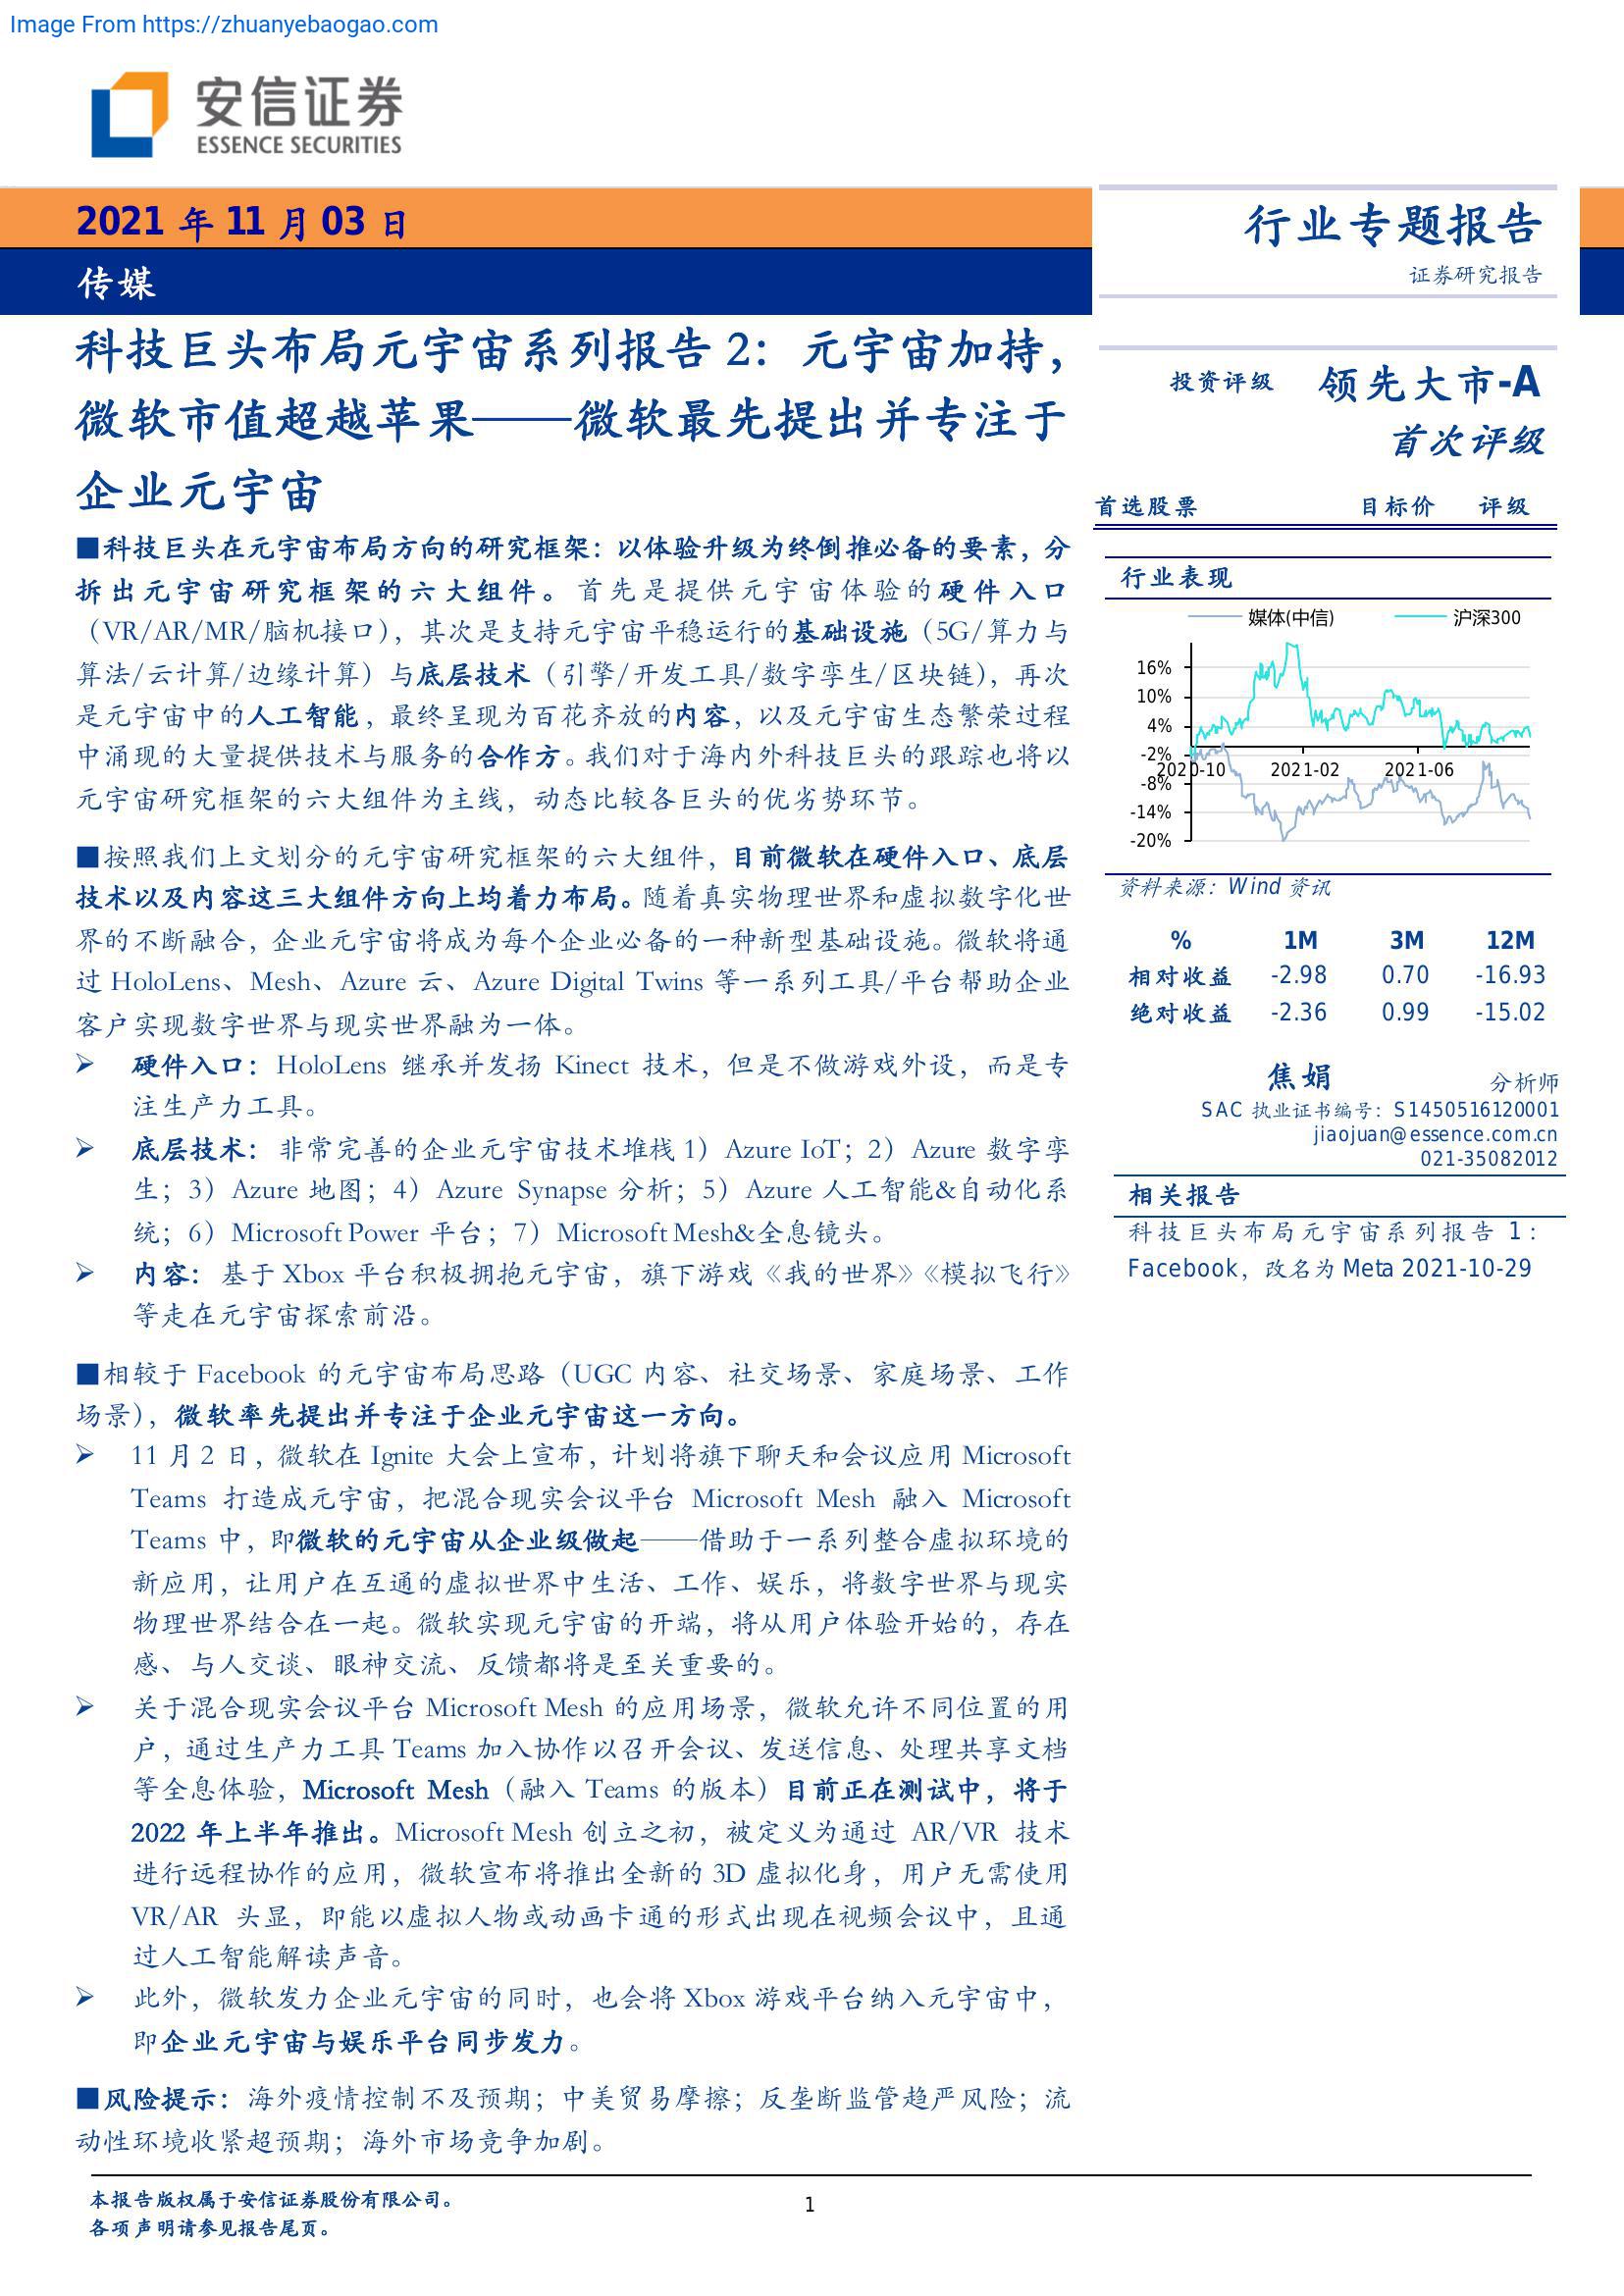 Image From https://zhuanyebaogao.com
安信证券
ESSENCE SECURITIES
2021 年 11 月 03 日
传媒
行业专题报告
证券研究报告
科技巨头布局元宇宙系列报告 2：元宇宙加持，
微软市值超越苹果——微软最先提出并专注于
企业元宇宙
■科技巨头在元宇宙布局方向的研究框架：以体验升级为终倒推必备的要素，分
拆出元宇宙研究框架的六大组件。首先是提供元宇宙体验的硬件入口
（VR/AR/MR/脑机接口），其次是支持元宇宙平稳运行的基础设施（5G/算力与
算法/云计算/边缘计算）与底层技术（引擎/开发工具/数字孪生/区块链），再次
是元宇宙中的人工智能，最终呈现为百花齐放的内容，以及元宇宙生态繁荣过程
中涌现的大量提供技术与服务的合作方。我们对于海内外科技巨头的跟踪也将以
元宇宙研究框架的六大组件为主线，动态比较各巨头的优劣势环节。
■按照我们上文划分的元宇宙研究框架的六大组件，目前微软在硬件入口、底层
技术以及内容这三大组件方向上均着力布局。随着真实物理世界和虚拟数字化世
界的不断融合，企业元宇宙将成为每个企业必备的一种新型基础设施。微软将通
过 HoloLens、Mesh、Azure 云、Azure Digital Twins 等一系列工具/平台帮助企业
客户实现数字世界与现实世界融为一体。
➢ 硬件入口：HoloLens 继承并发扬 Kinect 技术，但是不做游戏外设，而是专
注生产力工具。
➢ 底层技术：非常完善的企业元宇宙技术堆栈 1）Azure IoT；2）Azure 数字孪
生；3）Azure 地图；4）Azure Synapse 分析；5）Azure 人工智能&自动化系
统；6）Microsoft Power 平台；7）Microsoft Mesh&全息镜头。
➢ 内容：基于 Xbox 平台积极拥抱元宇宙，旗下游戏《我的世界》《模拟飞行》
等走在元宇宙探索前沿。
■相较于 Facebook 的元宇宙布局思路（UGC 内容、社交场景、家庭场景、工作
场景），微软率先提出并专注于企业元宇宙这一方向。
➢ 11 月 2 日，微软在 Ignite 大会上宣布，计划将旗下聊天和会议应用 Microsoft
Teams 打造成元宇宙，把混合现实会议平台 Microsoft Mesh 融入 Microsoft
Teams 中，即微软的元宇宙从企业级做起——借助于一系列整合虚拟环境的
新应用，让用户在互通的虚拟世界中生活、工作、娱乐，将数字世界与现实
物理世界结合在一起。微软实现元宇宙的开端，将从用户体验开始的，存在
感、与人交谈、眼神交流、反馈都将是至关重要的。
➢ 关于混合现实会议平台 Microsoft Mesh 的应用场景，微软允许不同位置的用
户，通过生产力工具 Teams 加入协作以召开会议、发送信息、处理共享文档
等全息体验，Microsoft Mesh（融入 Teams 的版本）目前正在测试中，将于
2022 年上半年推出。Microsoft Mesh 创立之初，被定义为通过 AR/VR 技术
进行远程协作的应用，微软宣布将推出全新的 3D 虚拟化身，用户无需使用
VR/AR 头显，即能以虚拟人物或动画卡通的形式出现在视频会议中，且通
过人工智能解读声音。
➢ 此外，微软发力企业元宇宙的同时，也会将 Xbox 游戏平台纳入元宇宙中，
即企业元宇宙与娱乐平台同步发力。
■风险提示：海外疫情控制不及预期；中美贸易摩擦；反垄断监管趋严风险；流
动性环境收紧超预期；海外市场竞争加剧。
投资评级 领先大市-A
首次评级
首选股票 目标价 评级
行业表现
媒体(中信) 沪深300
16%
10%
4%
-2%
2020-10 2021-02 2021-06
-8%
-14%
-20%
资料来源：Wind 资讯
% 1M 3M 12M
相对收益 -2.98 0.70 -16.93
绝对收益 -2.36 0.99 -15.02
焦娟 分析师
SAC 执业证书编号：S1450516120001
jiaojuan@essence.com.cn
021-35082012
相关报告
科技巨头布局元宇宙系列报告 1：
Facebook，改名为 Meta 2021-10-29
本报告版权属于安信证券股份有限公司。
各项声明请参见报告尾页。
1